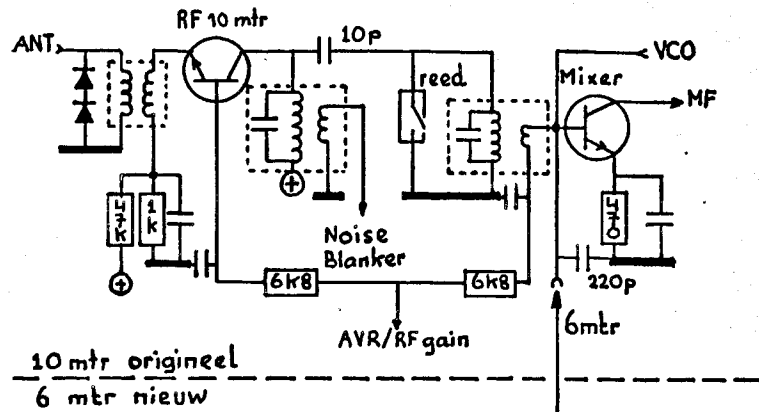 RF 10 mtr
ANT
10p
VCO
reed
Mixer
MF
47k
1k
470
Noise
Blanker
6k8
6k8
220p
6mtr
AVR/RF gain
10 mtr origineel
6 mtr nieuw